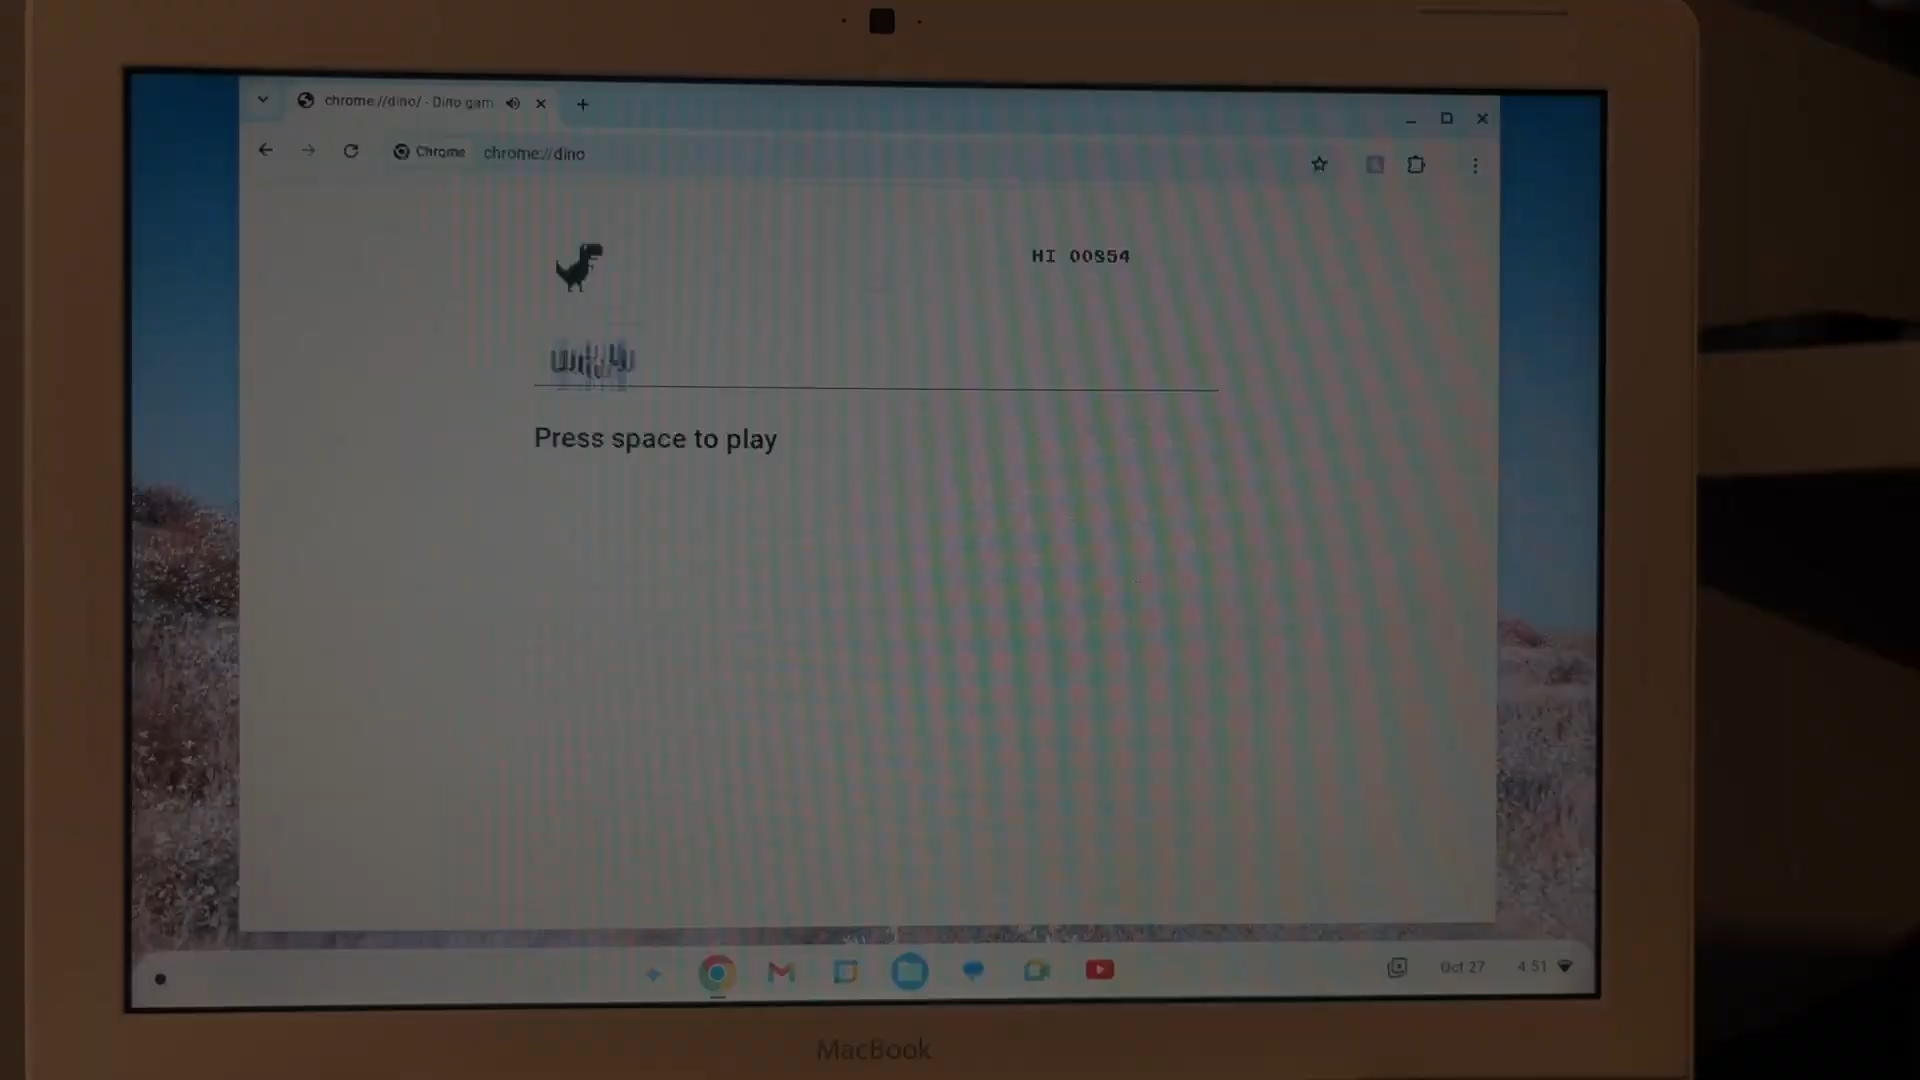 chrome://dino/ - Dino gam
Chrome chrome://dino
HI 00854
Press space to play
Oct 27 4:51
MacBook